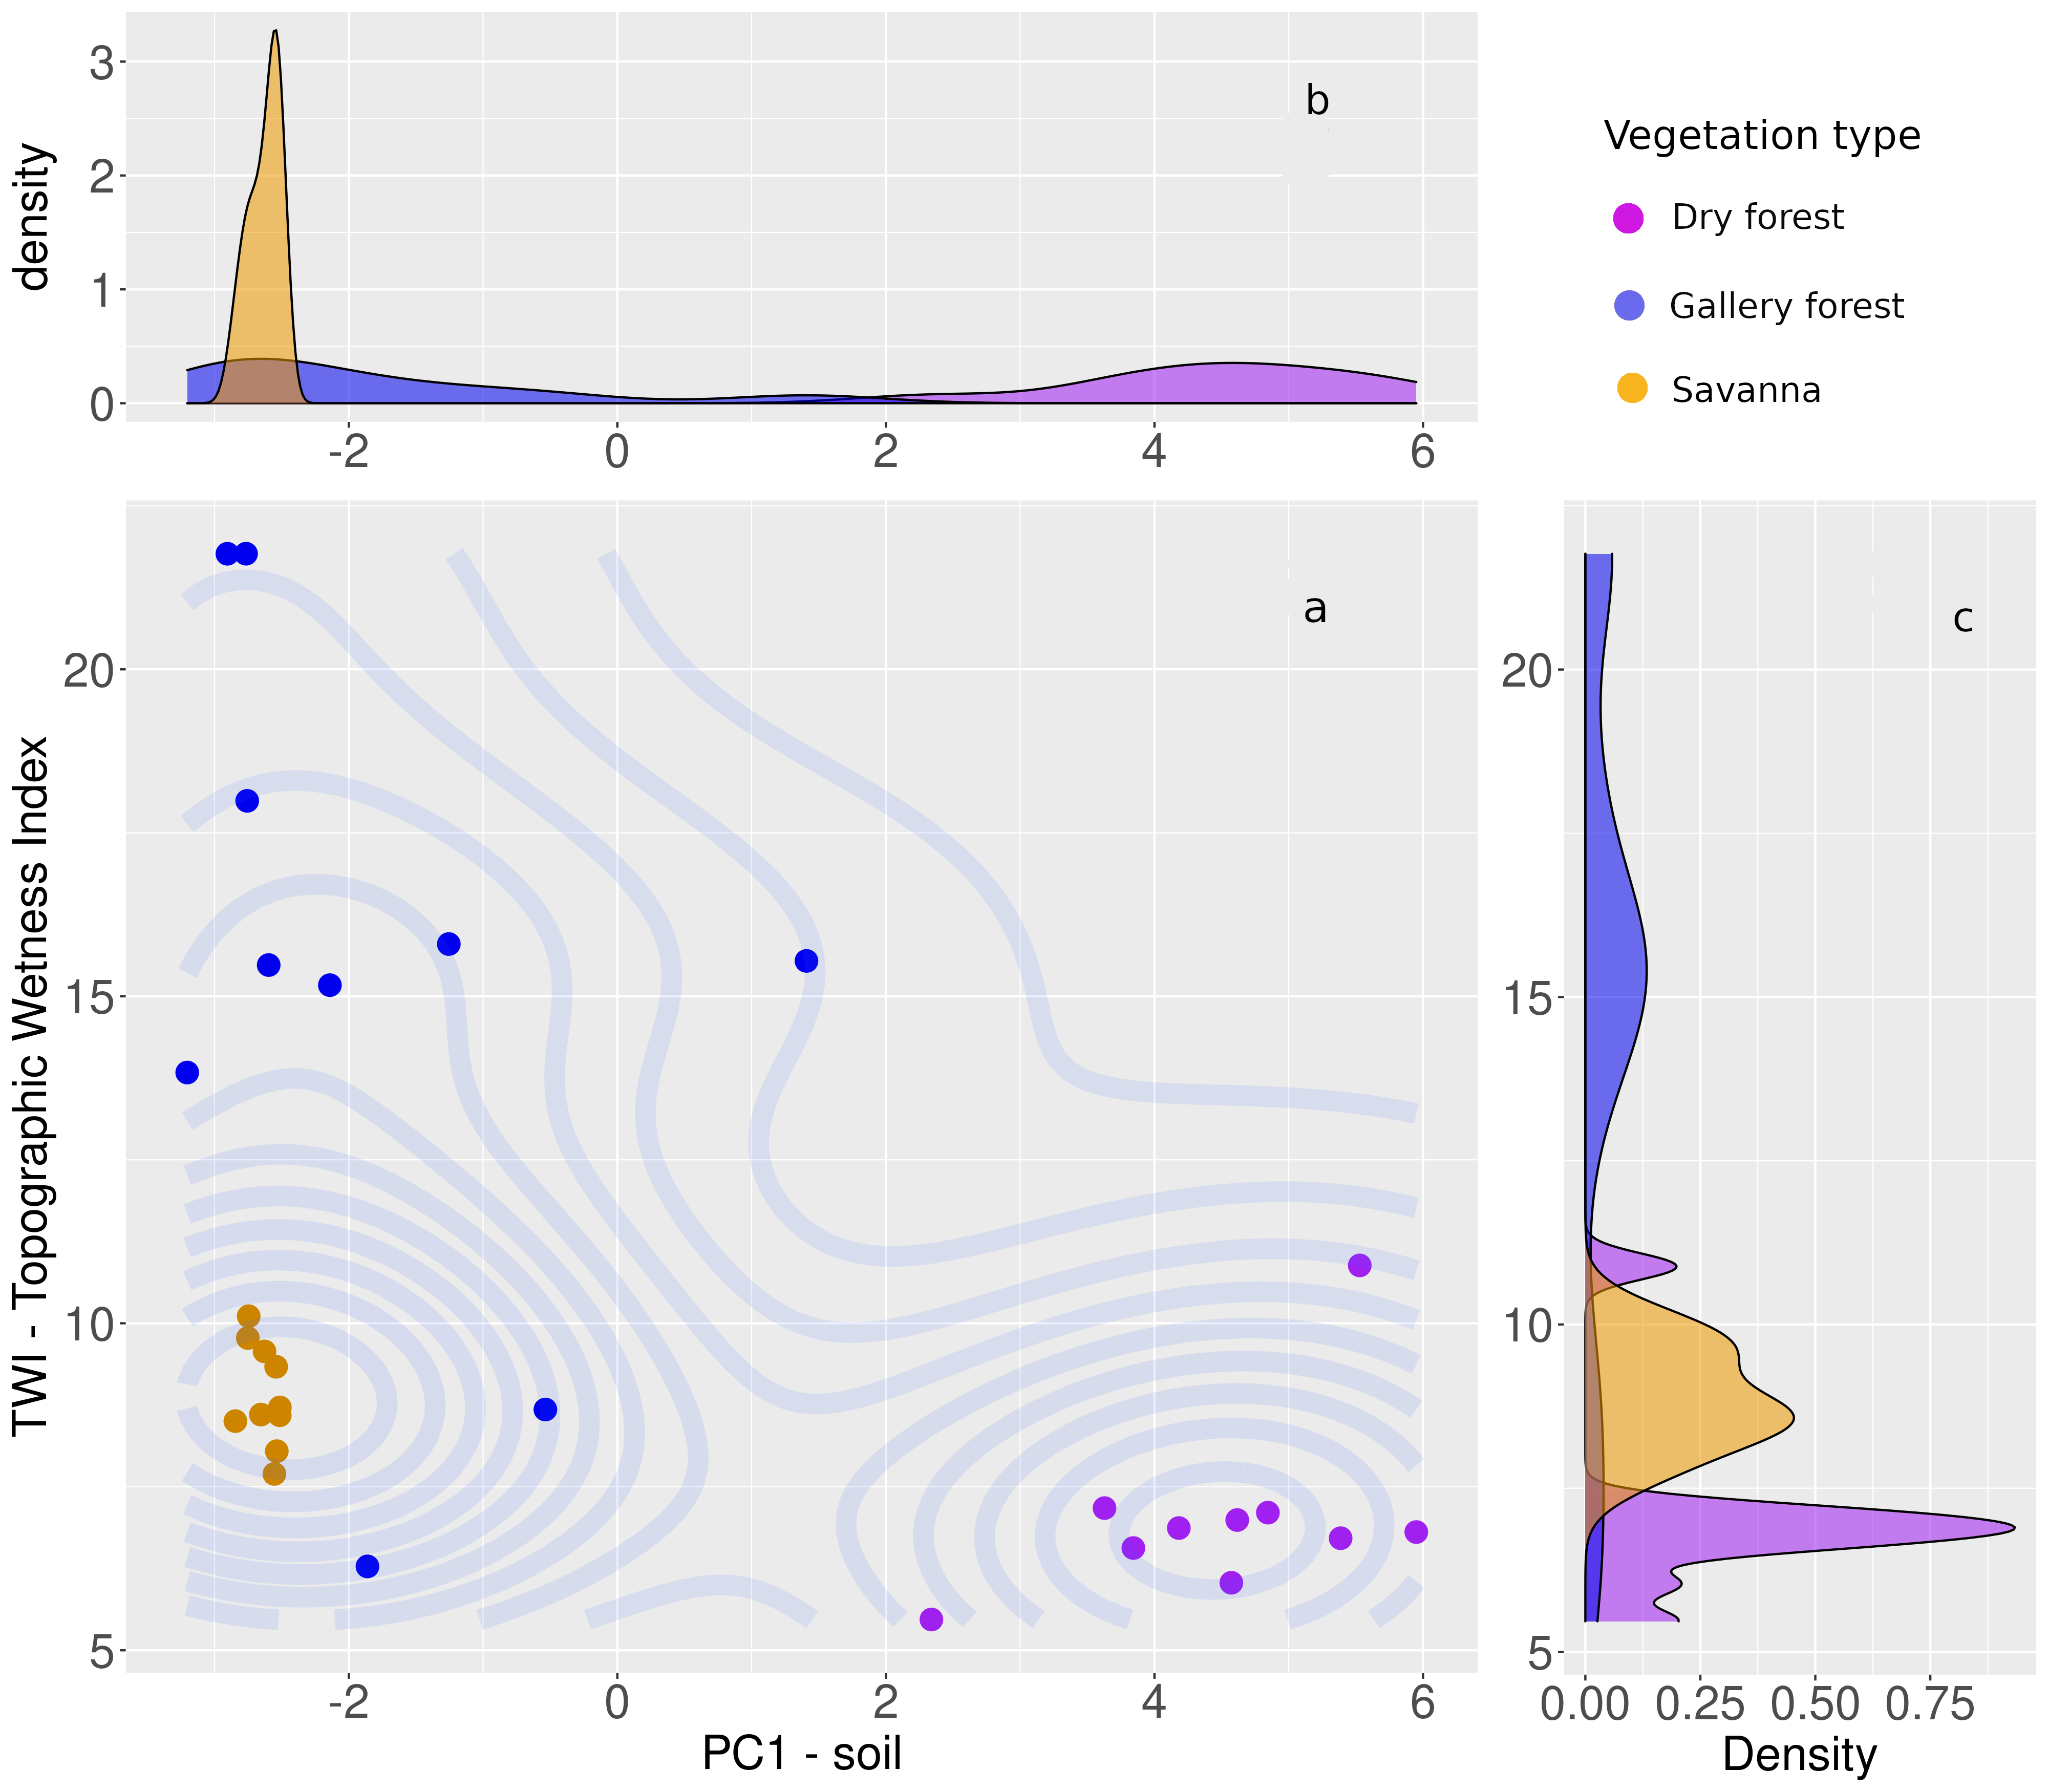 density
3
2
1
0
b
-2 0 2 4 6
Vegetation type
Dry forest
Gallery forest
Savanna
TWI - Topographic Wetness Index
20
15
10
5
a
-2 0 2 4 6
PC1 - soil
20
15
10
5
c
0.00 0.25 0.50 0.75
Density